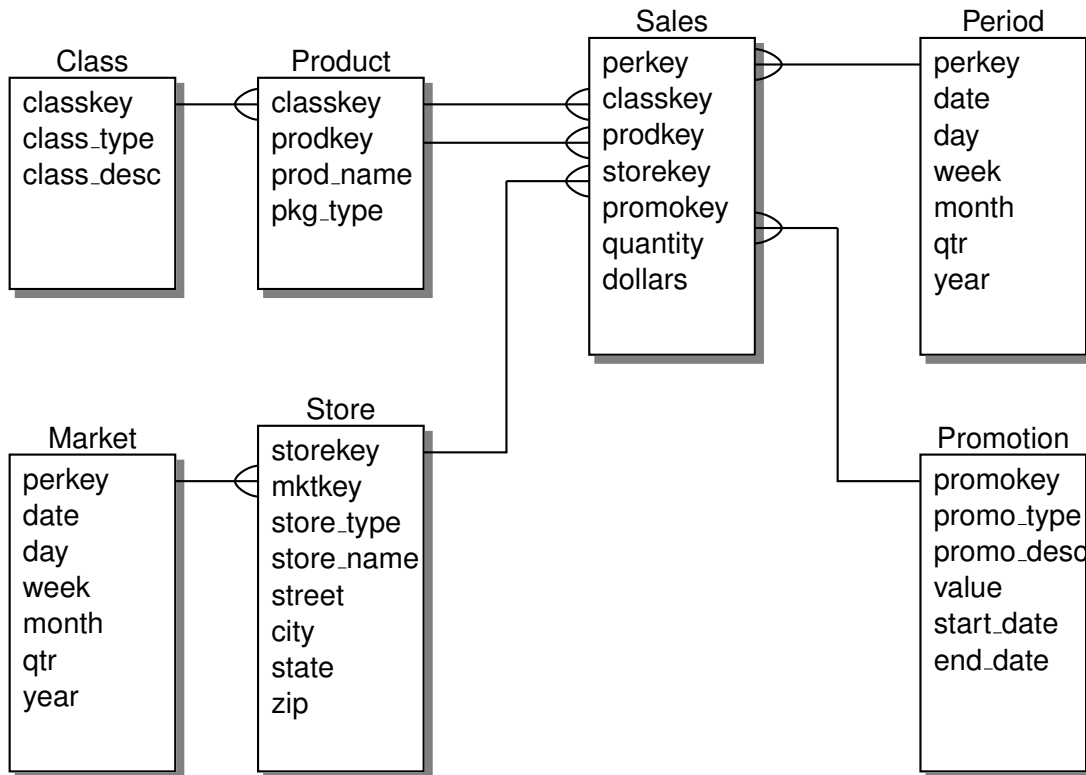 Class
classkey
class_type
class_desc
Product
classkey
prodkey
prod_name
pkg_type
Sales
perkey
classkey
prodkey
storekey
promokey
quantity
dollars
Period
perkey
date
day
week
month
qtr
year
Market
perkey
date
day
week
month
qtr
year
Store
storekey
mktkey
store_type
store_name
street
city
state
zip
Promotion
promokey
promo_type
promo_desc
value
start_date
end_date